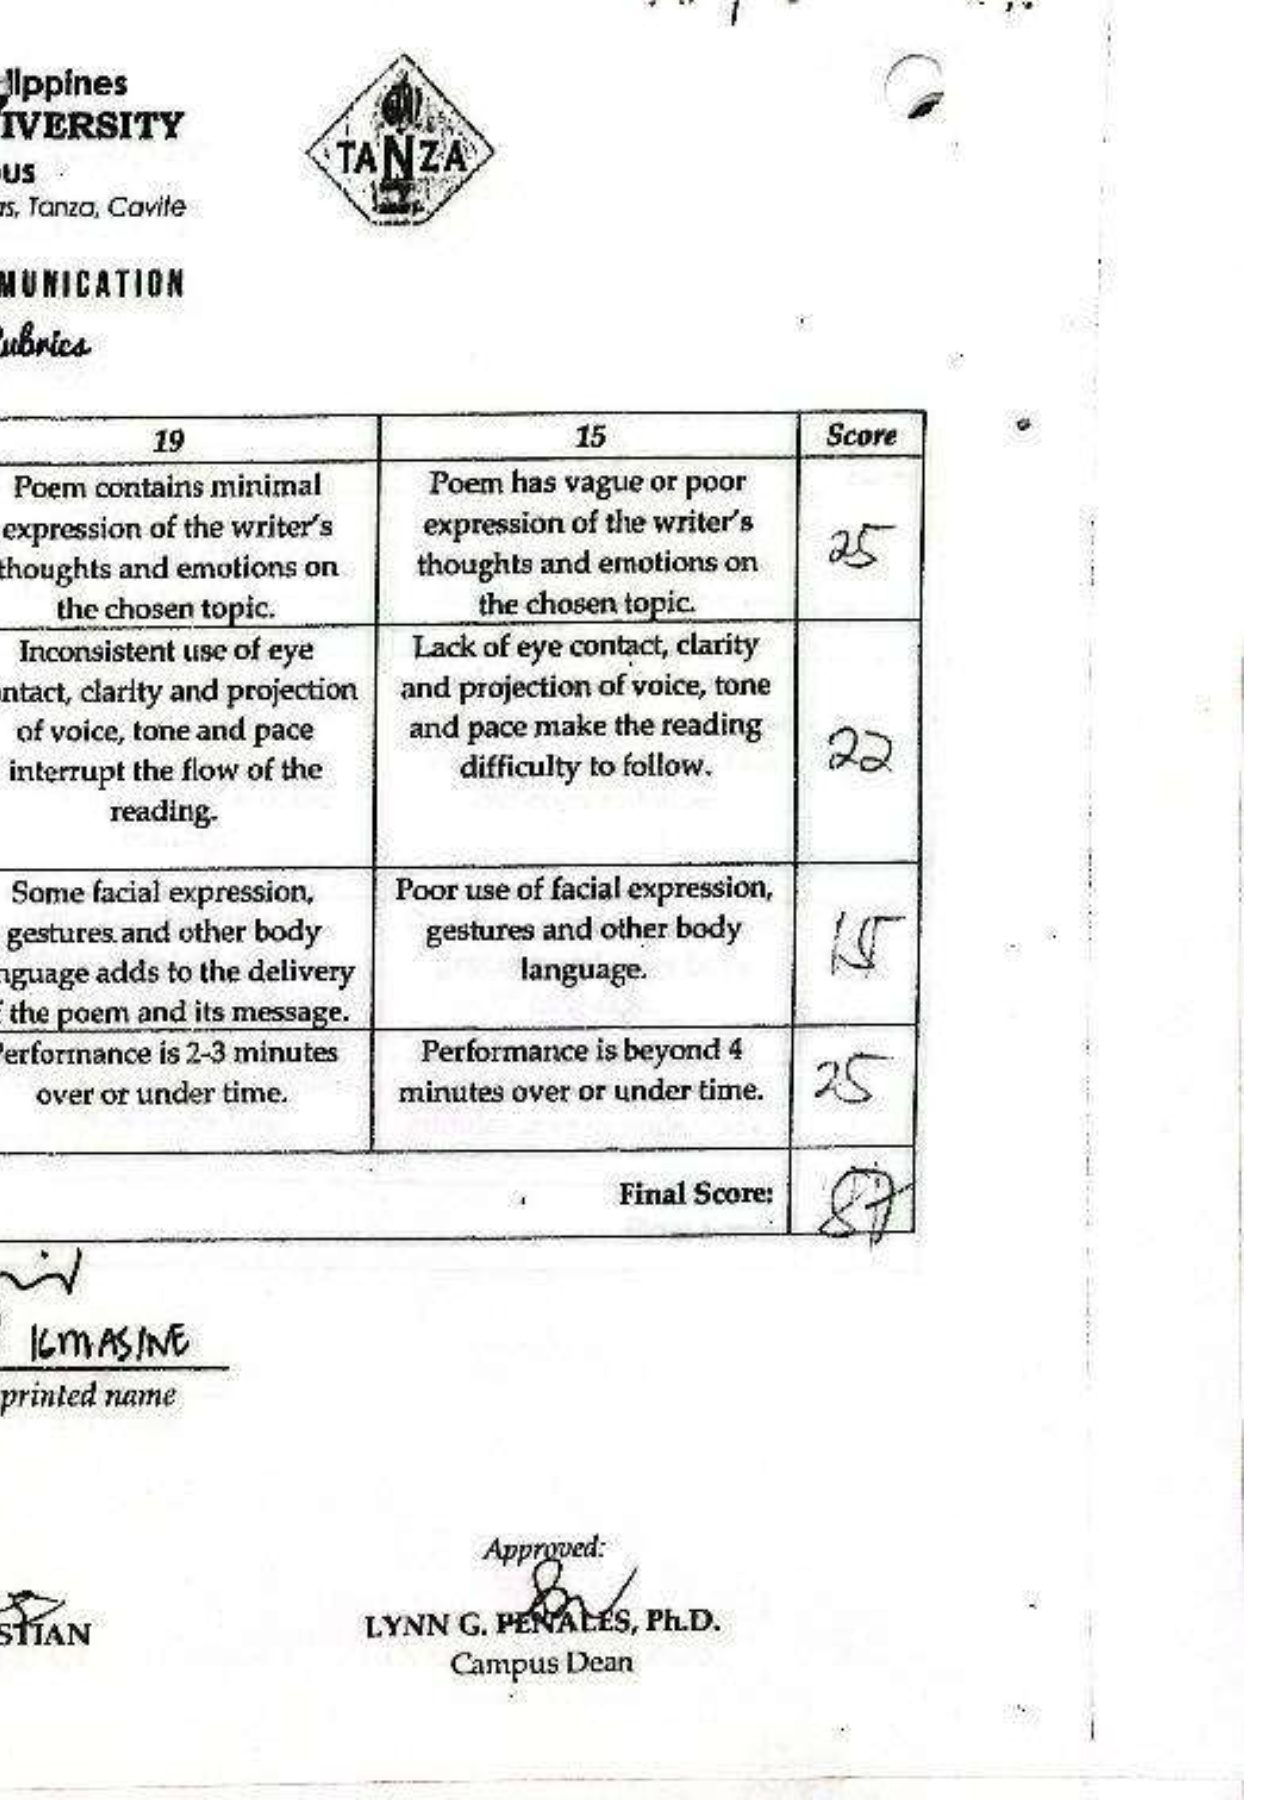 ilippines
IVERSITY
ous
as, Tanza, Cavite
TANZA
MUNICATION
Rubrics
19 15 Score
Poem contains minimal
expression of the writer's
thoughts and emotions on
the chosen topic.
Poem has vague or poor
expression of the writer's
thoughts and emotions on
the chosen topic.
25
Inconsistent use of eye
ntact, clarity and projection
of voice, tone and pace
interrupt the flow of the
reading.
Lack of eye contact, clarity
and projection of voice, tone
and pace make the reading
difficulty to follow.
22
Some facial expression,
gestures and other body
nguage adds to the delivery
f the poem and its message.
Poor use of facial expression,
gestures and other body
language.
15
Performance is 2-3 minutes
over or under time.
Performance is beyond 4
minutes over or under time.
25
Final Score: 87
IGMASINE
printed name
Approved:
STIAN
LYNN G. PENALES, Ph.D.
Campus Dean